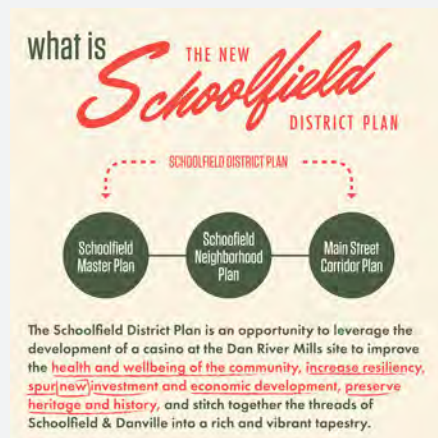 what is
THE NEW
Schoolfield
DISTRICT PLAN
SCHOOLFIELD DISTRICT PLAN
Schoolfield
Master Plan
Schoofield
Neighborhood
Plan
Main Street
Corridor Plan
The Schoolfield District Plan is an opportunity to leverage the
development of a casino at the Dan River Mills site to improve
the health and wellbeing of the community, increase resiliency,
spur new investment and economic development, preserve
heritage and history, and stitch together the threads of
Schoolfield & Danville into a rich and vibrant tapestry.